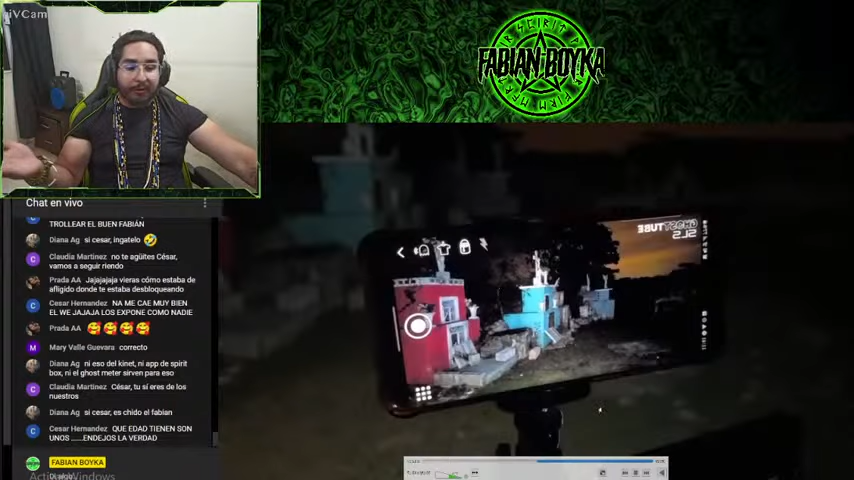 iVCam
FABIAN BOYKA
Chat en vivo
TROLLEAR EL BUEN FABIÁN
Diana Ag si cesar, ingatelo 🤣
Claudia Martinez no te agüites César,
vamos a seguir riendo
Prada AA Jajajajaja vieras cómo estaba de
afligido donde te estaba desbloqueando
Cesar Hernandez NA ME CAE MUY BIEN
EL WE JAJAJA LOS EXPONE COMO NADIE
Prada AA 🥰🥰🥰🥰
Mary Valle Guevara correcto
Diana Ag ni eso del kinet, ni app de spirit
box, ni el ghost meter sirven para eso
Claudia Martinez César, tu sí eres de los
nuestros
Diana Ag si cesar, es chido el fabian
Cesar Hernandez QUE EDAD TIENEN SON
UNOS ......ENDEJOS LA VERDAD
FABIAN BOYKA
GHOSTTUBE
SLS